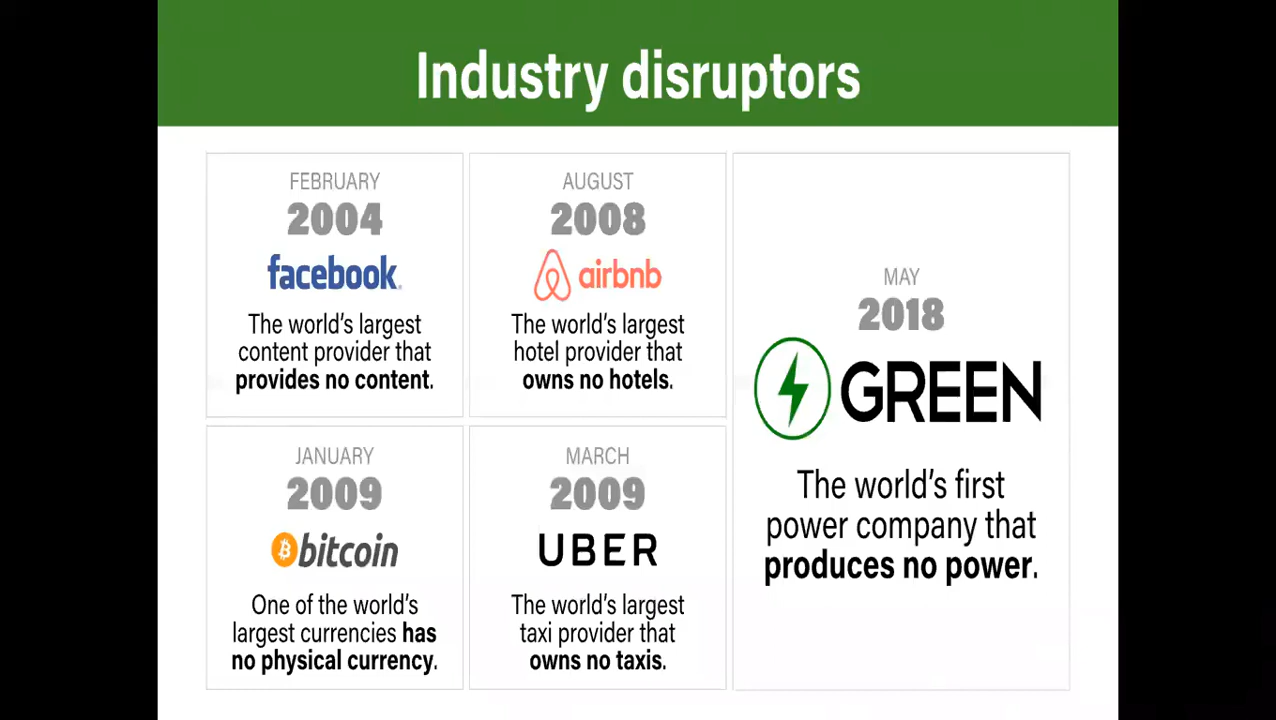 Industry disruptors
FEBRUARY
2004
facebook.
The world's largest
content provider that
provides no content.
AUGUST
2008
airbnb
The world's largest
hotel provider that
owns no hotels.
JANUARY
2009
bitcoin
One of the world's
largest currencies has
no physical currency.
MARCH
2009
UBER
The world's largest
taxi provider that
owns no taxis.
MAY
2018
GREEN
The world's first
power company that
produces no power.